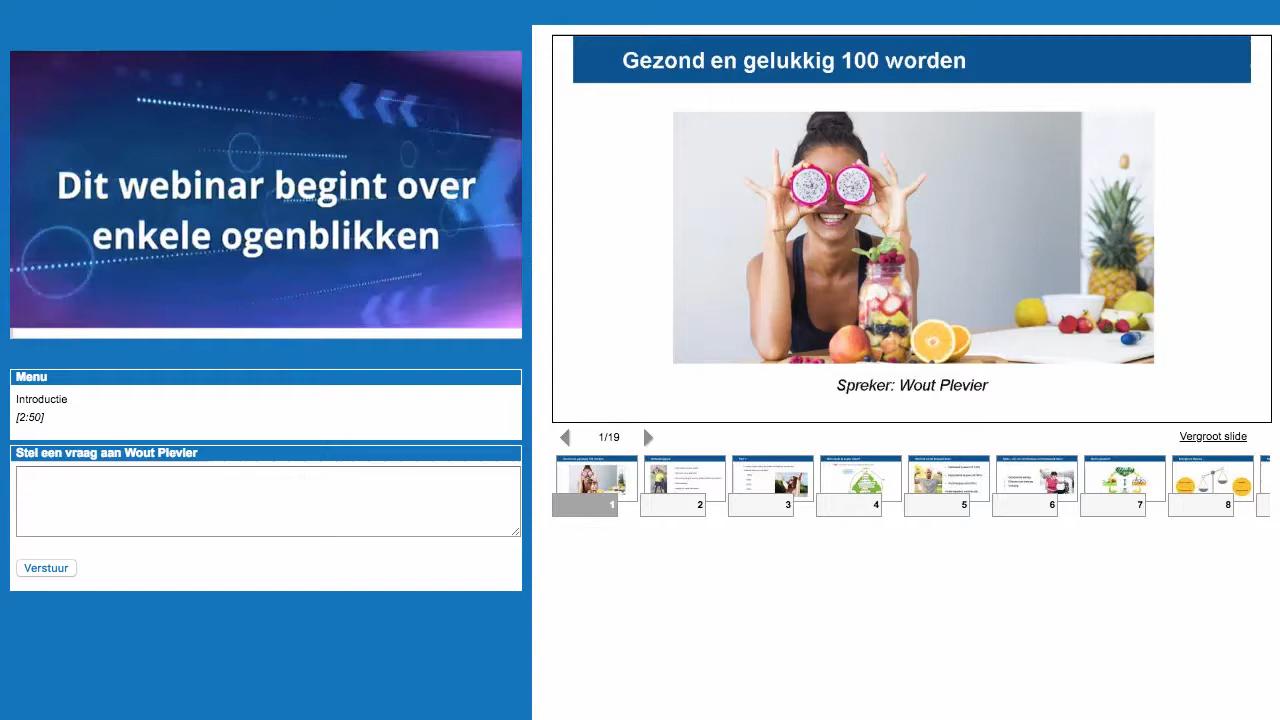 Dit webinar begint over
enkele ogenblikken
Menu
Introductie
[2:50]
Stel een vraag aan Wout Plevier
Verstuur
Gezond en gelukkig 100 worden
Spreker: Wout Plevier
1/19
Vergroot slide
1
2
3
4
5
6
7
8